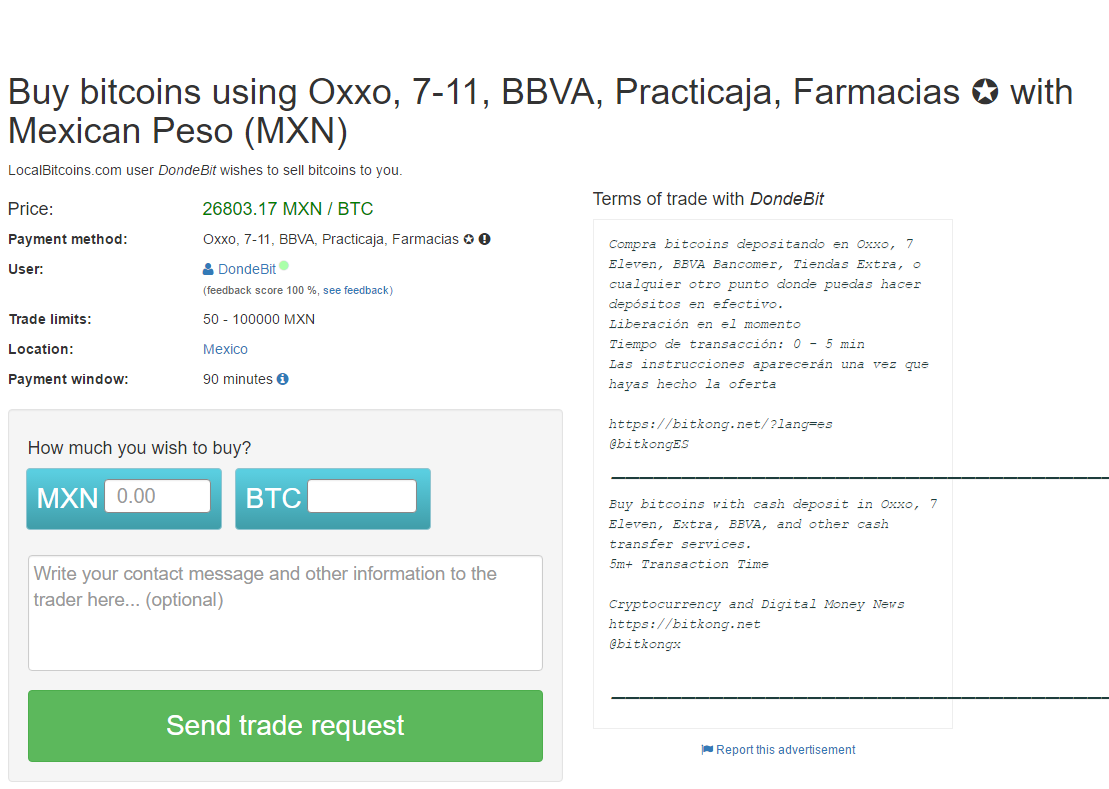 Buy bitcoins using Oxxo, 7-11, BBVA, Practicaja, Farmacias ✪ with
Mexican Peso (MXN)
LocalBitcoins.com user DondeBit wishes to sell bitcoins to you.
Price: 26803.17 MXN / BTC
Payment method: Oxxo, 7-11, BBVA, Practicaja, Farmacias ✪
User: DondeBit
(feedback score 100 %, see feedback)
Trade limits: 50 - 100000 MXN
Location: Mexico
Payment window: 90 minutes
How much you wish to buy?
MXN 0.00 BTC
Write your contact message and other information to the
trader here... (optional)
Send trade request
Terms of trade with DondeBit
Compra bitcoins depositando en Oxxo, 7
Eleven, BBVA Bancomer, Tiendas Extra, o
cualquier otro punto donde puedas hacer
depósitos en efectivo.
Liberación en el momento
Tiempo de transacción: 0 - 5 min
Las instrucciones aparecerán una vez que
hayas hecho la oferta
https://bitkong.net/?lang=es
@bitkongES
Buy bitcoins with cash deposit in Oxxo, 7
Eleven, Extra, BBVA, and other cash
transfer services.
5m+ Transaction Time
Cryptocurrency and Digital Money News
https://bitkong.net
@bitkongx
Report this advertisement